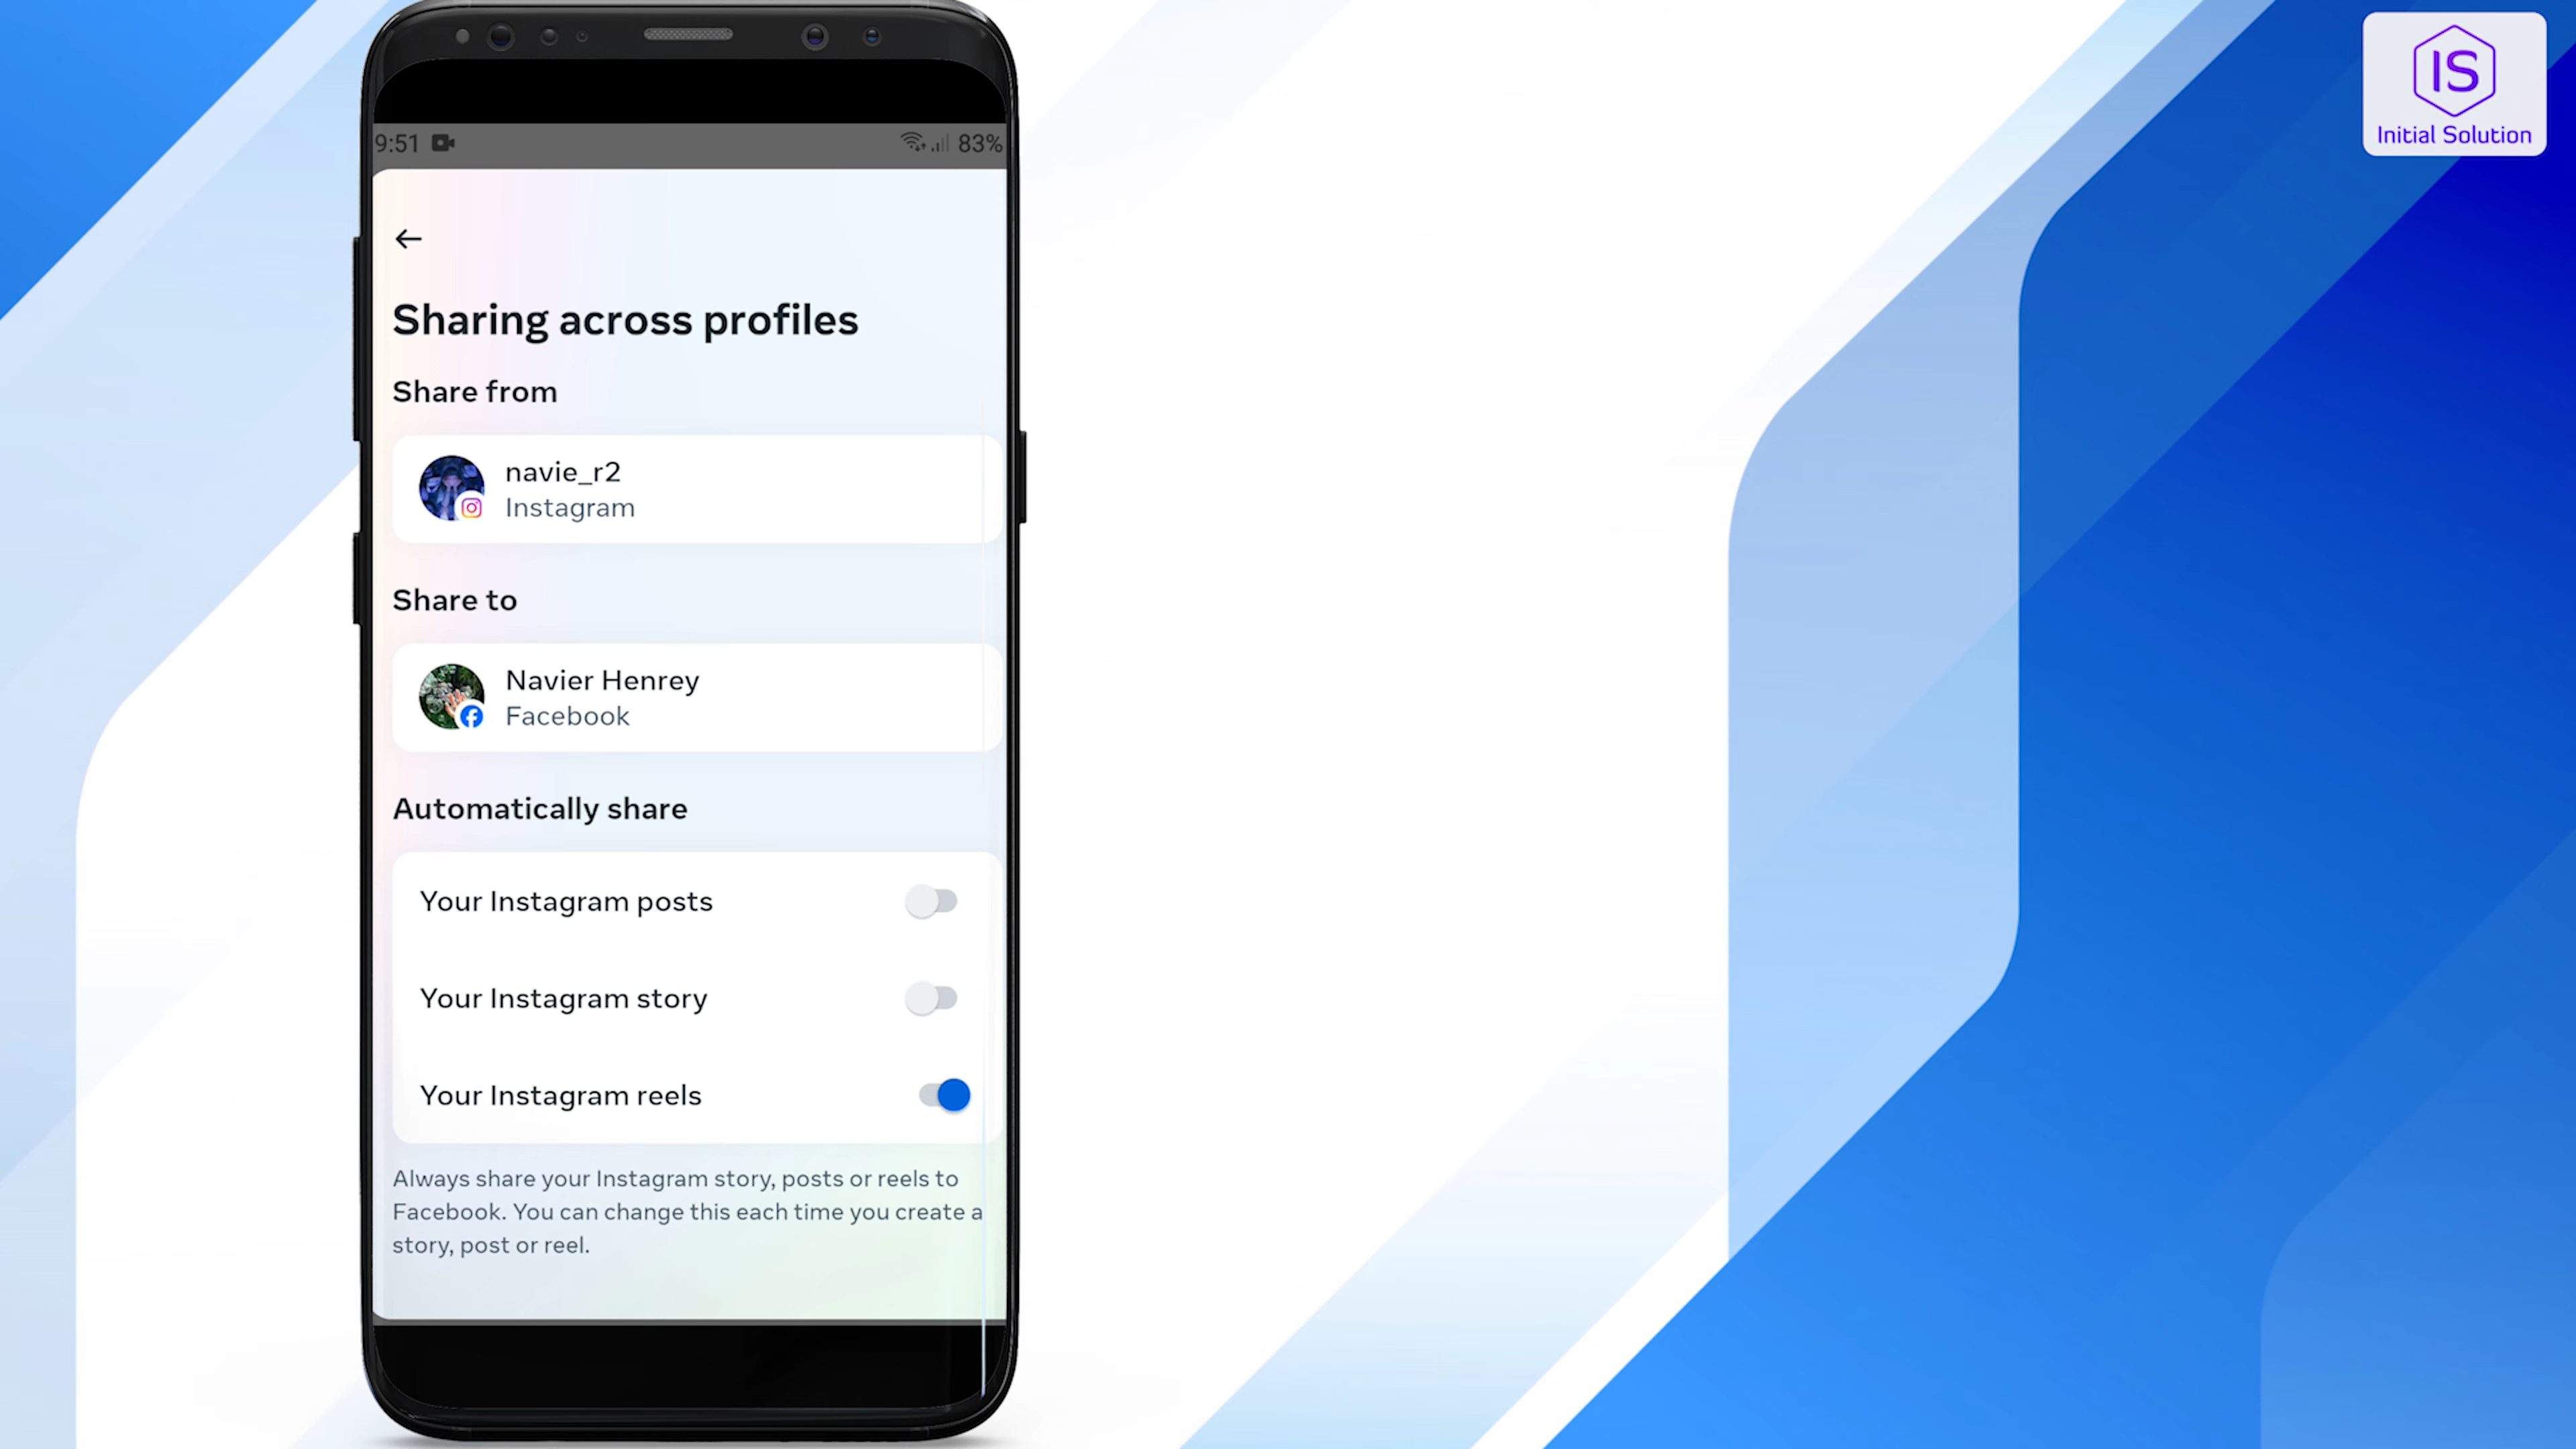 9:51
83%
IS
Initial Solution
Sharing across profiles
Share from
navie_r2
Instagram
Share to
Navier Henrey
Facebook
Automatically share
Your Instagram posts
Your Instagram story
Your Instagram reels
Always share your Instagram story, posts or reels to
Facebook. You can change this each time you create a
story, post or reel.